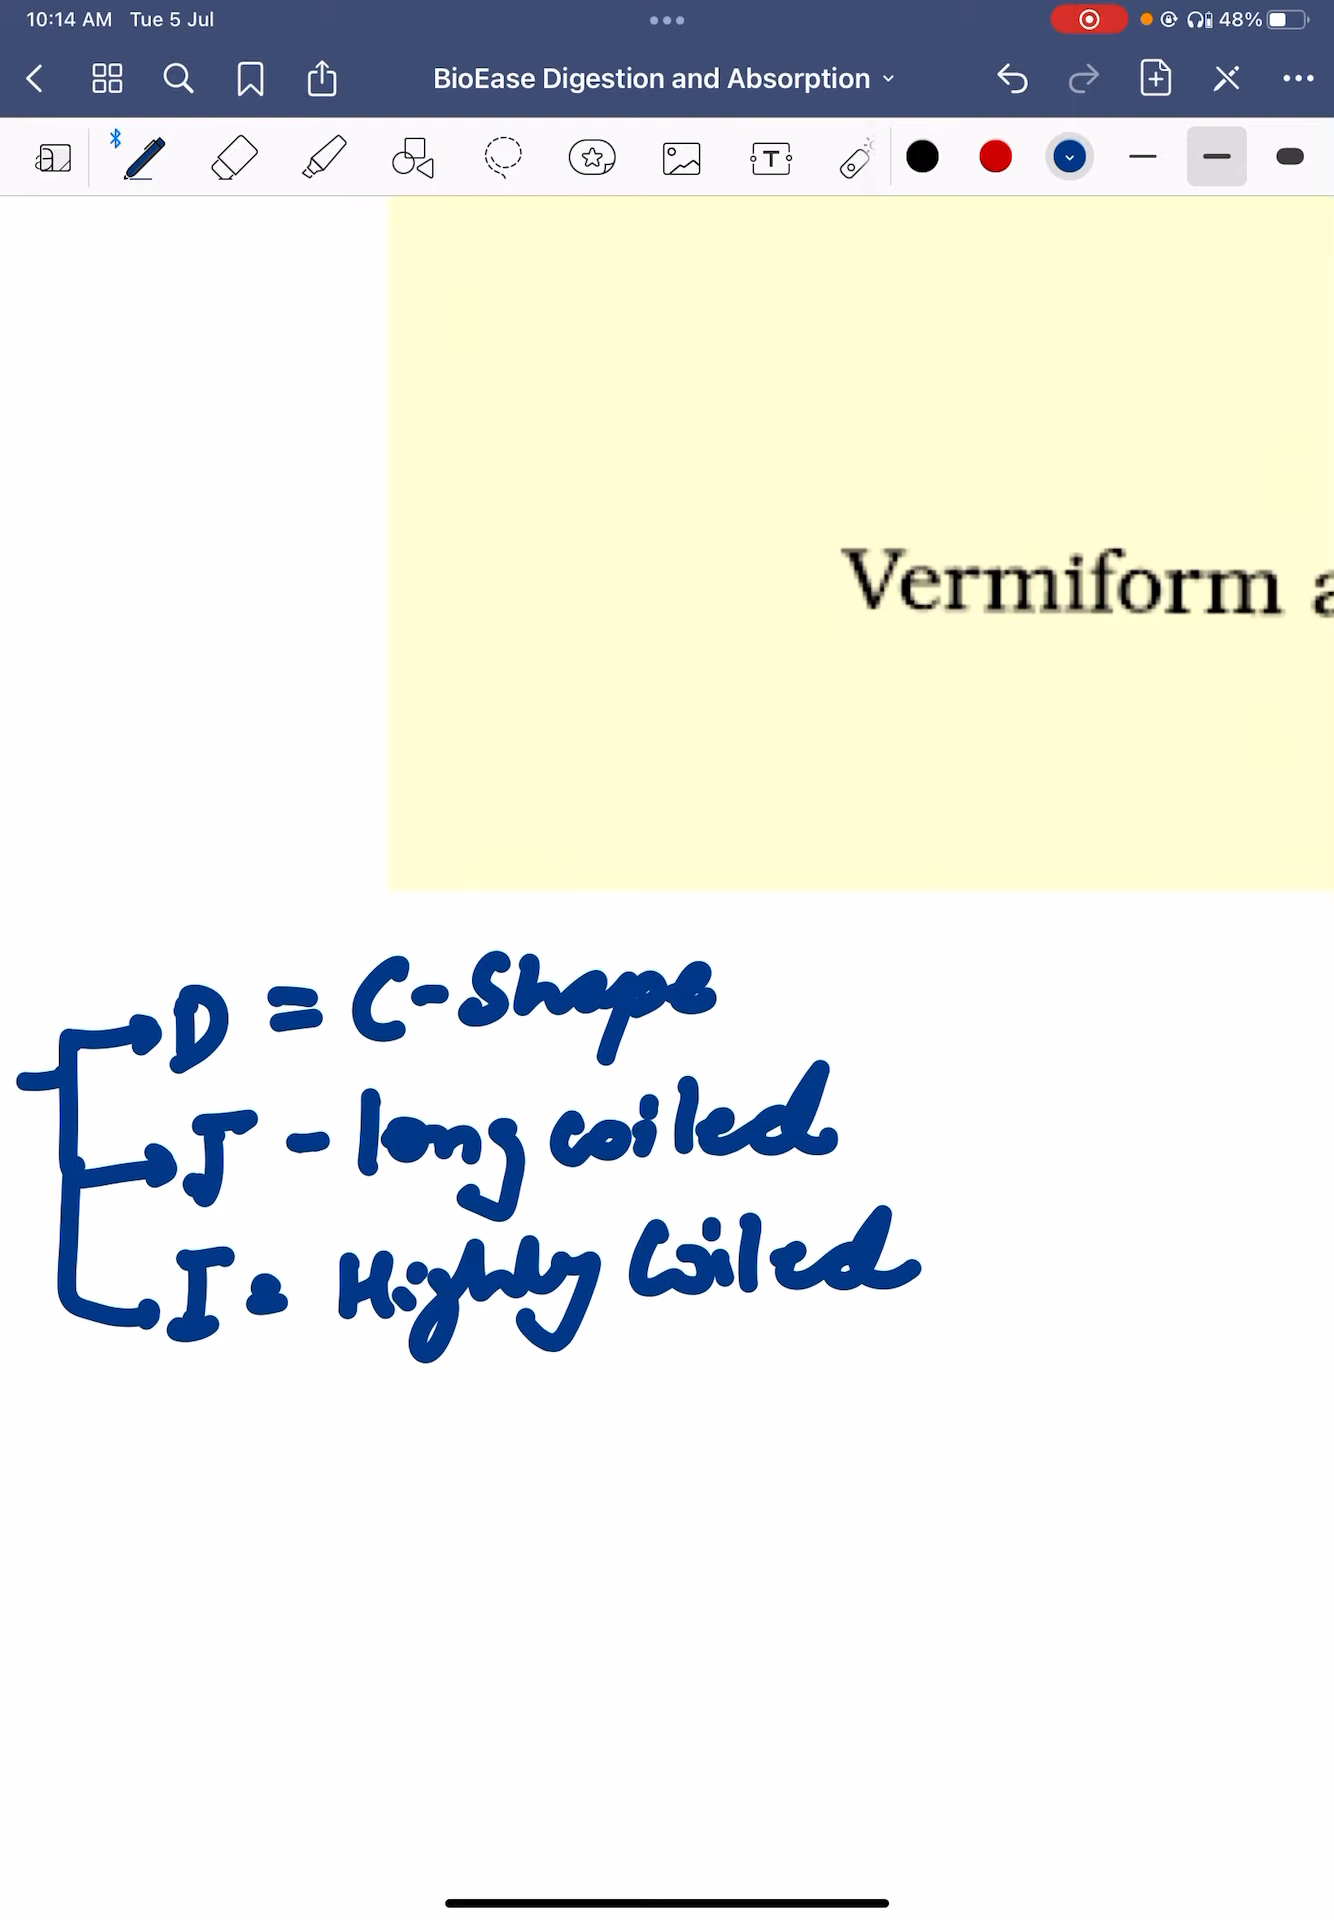 10:14 AM Tue 5 Jul 48%
BioEase Digestion and Absorption
T
Vermiform a
D = C-Shape
J - long coiled
I = Highly Coiled